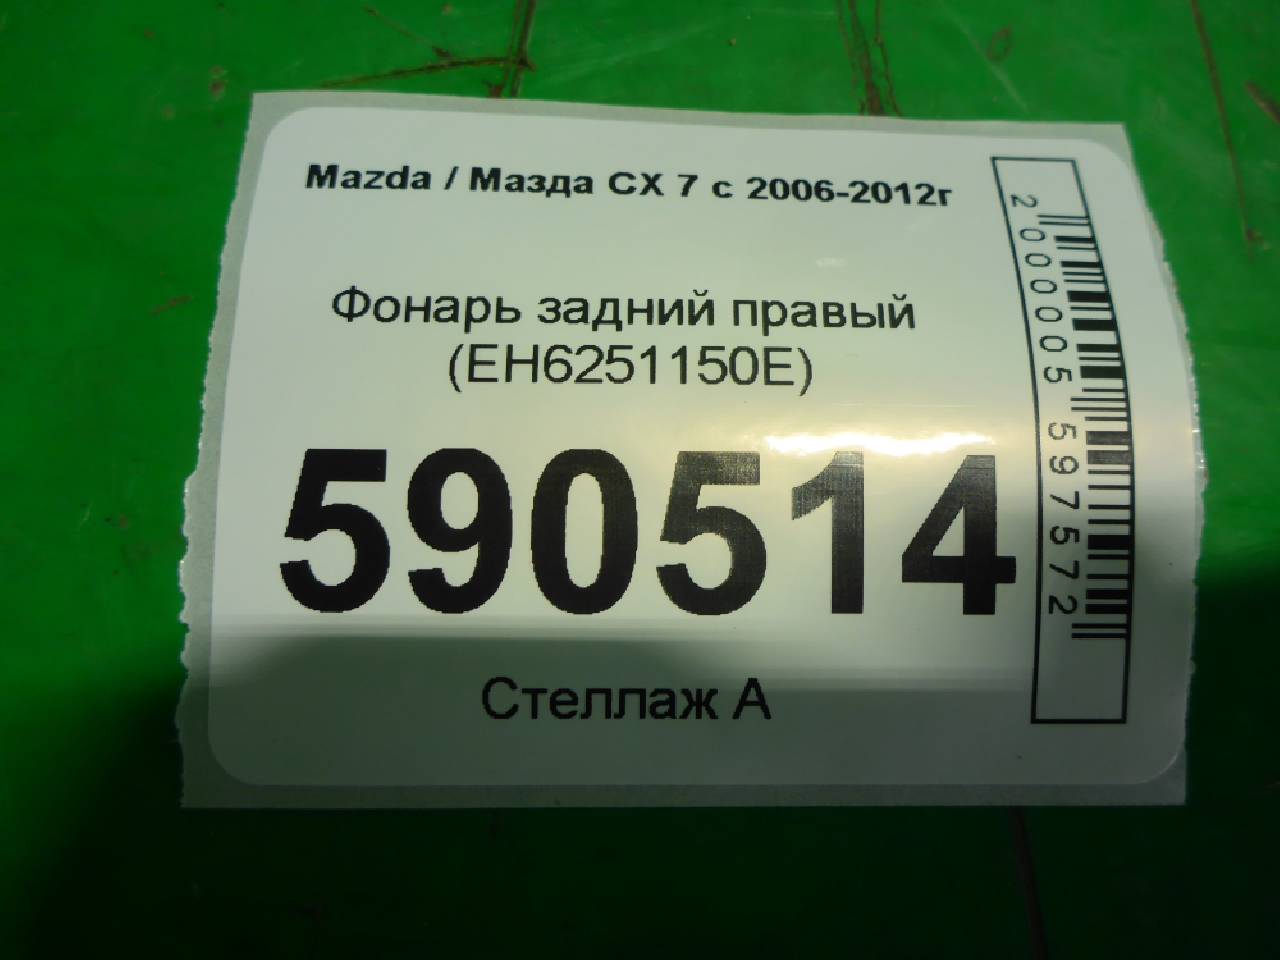 Mazda / Мазда CX 7 с 2006-2012г
Фонарь задний правый
(EH6251150E)
590514
Стеллаж А
2000005597572